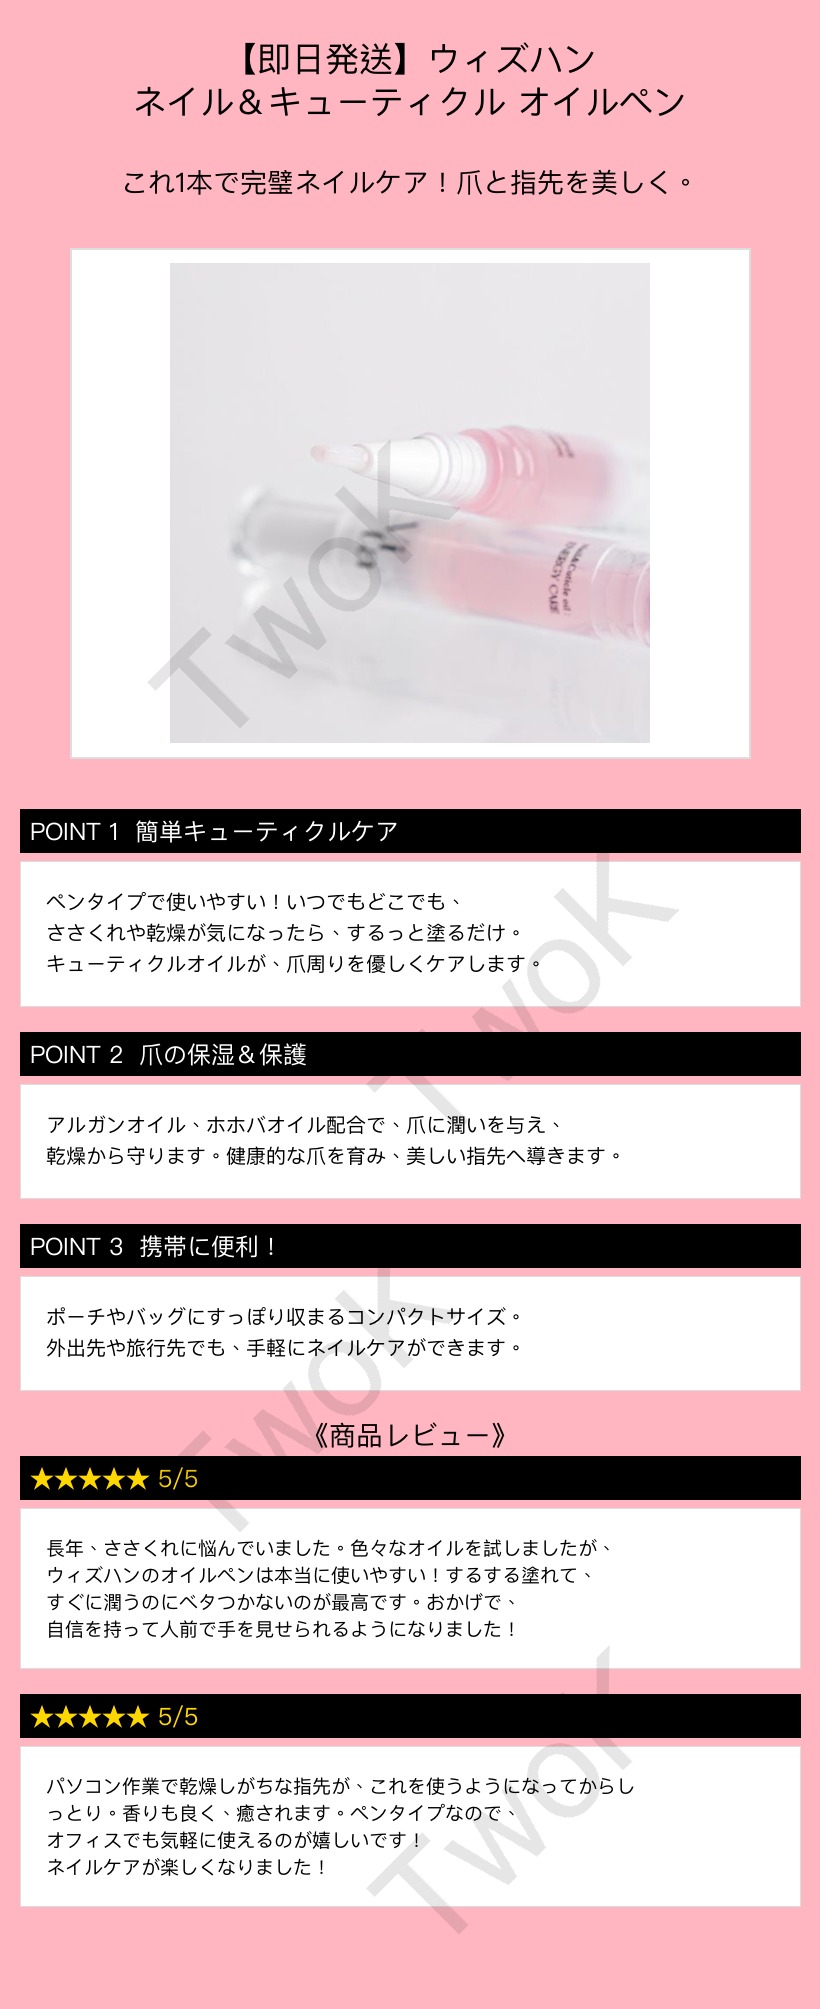 【即日発送】ウィズハン
ネイル＆キューティクル オイルペン
これ1本で完璧ネイルケア！爪と指先を美しく。
Nail&Cuticle oil :
ENERGY CARE
TwoK
POINT 1 簡単キューティクルケア
ペンタイプで使いやすい！いつでもどこでも、
ささくれや乾燥が気になったら、するっと塗るだけ。
キューティクルオイルが、爪周りを優しくケアします。
TwoK
POINT 2 爪の保湿＆保護
アルガンオイル、ホホバオイル配合で、爪に潤いを与え、
乾燥から守ります。健康的な爪を育み、美しい指先へ導きます。
POINT 3 携帯に便利！
ポーチやバッグにすっぽり収まるコンパクトサイズ。
外出先や旅行先でも、手軽にネイルケアができます。
TwoK
《商品レビュー》
★★★★★ 5/5
長年、ささくれに悩んでいました。色々なオイルを試しましたが、
ウィズハンのオイルペンは本当に使いやすい！するする塗れて、
すぐに潤うのにベタつかないのが最高です。おかげで、
自信を持って人前で手を見せられるようになりました！
★★★★★ 5/5
パソコン作業で乾燥しがちな指先が、これを使うようになってからし
っとり。香りも良く、癒されます。ペンタイプなので、
オフィスでも気軽に使えるのが嬉しいです！
ネイルケアが楽しくなりました！
TwoK